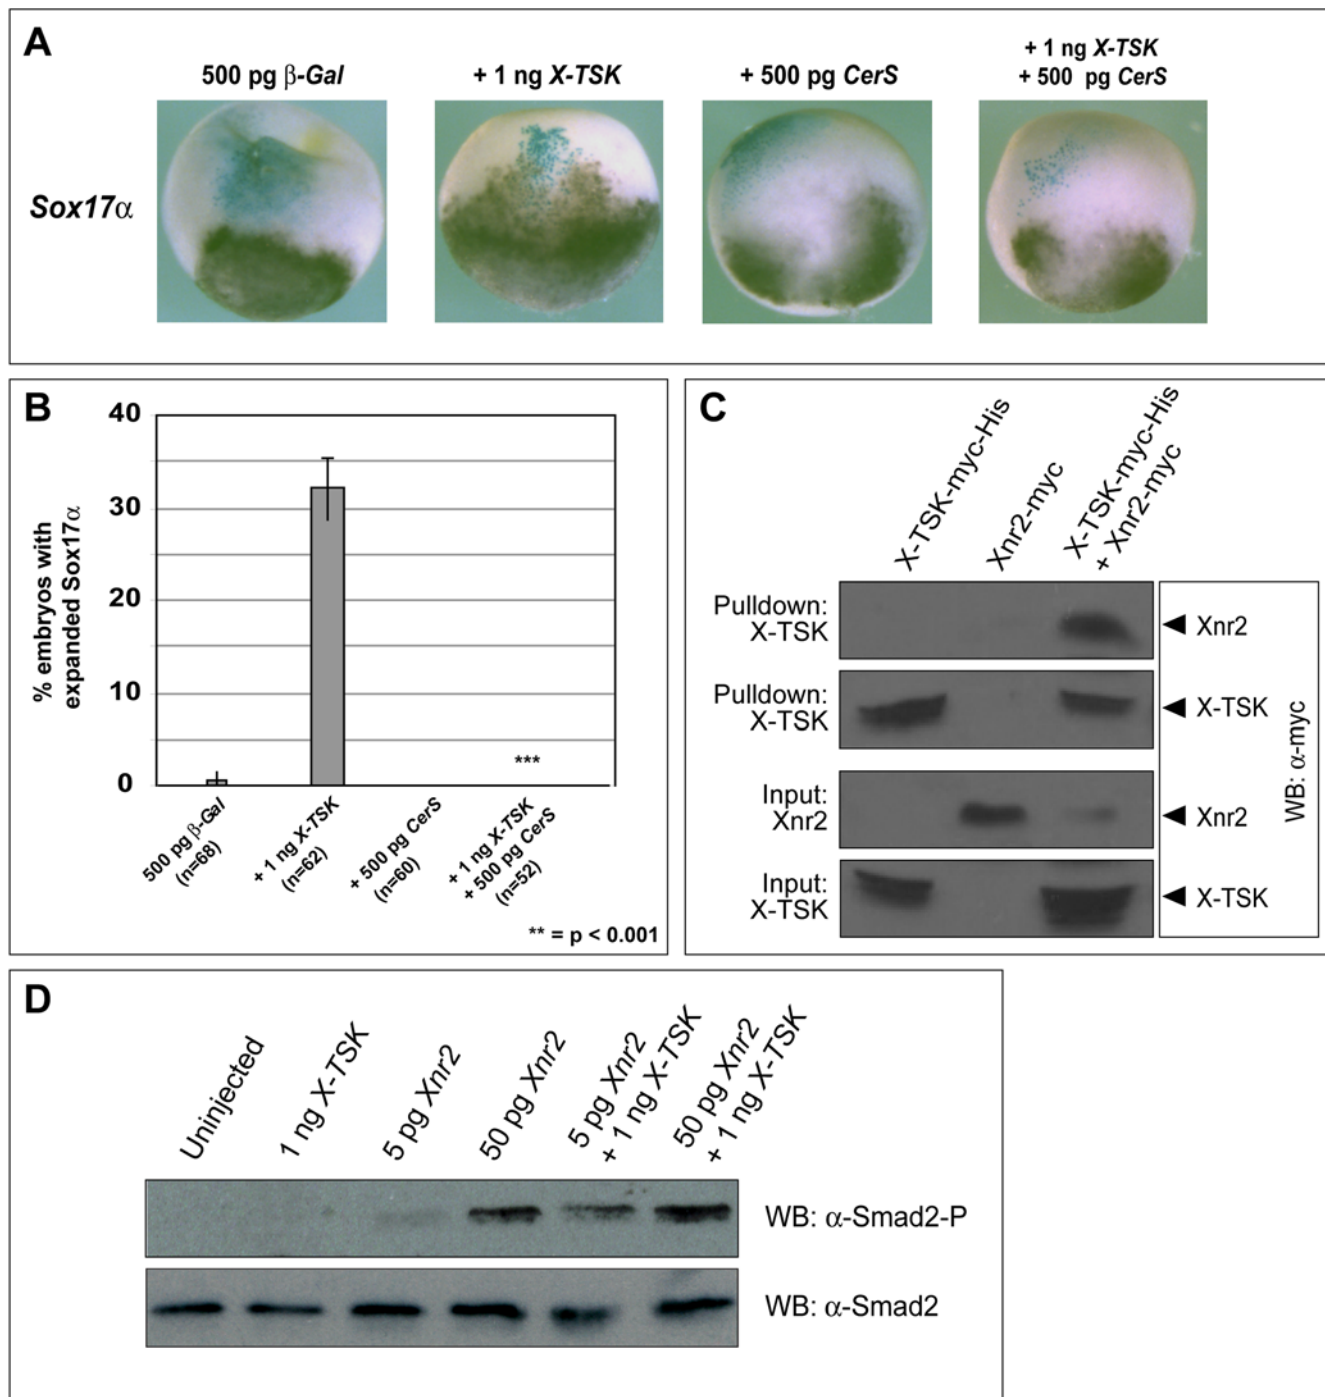 A
500 pg β-Gal
+ 1 ng X-TSK
+ 500 pg CerS
+ 1 ng X-TSK
+ 500 pg CerS
Sox17α
B
% embryos with
expanded Sox17α
40
30
20
10
0
***
500 pg β-Gal
(n=68)
+ 1 ng X-TSK
(n=62)
+ 500 pg CerS
(n=60)
+ 1 ng X-TSK
+ 500 pg CerS
(n=52)
** = p < 0.001
C
X-TSK-myc-His
Xnr2-myc
X-TSK-myc-His
+ Xnr2-myc
Pulldown:
X-TSK
Xnr2
Pulldown:
X-TSK
X-TSK
Input:
Xnr2
Xnr2
Input:
X-TSK
X-TSK
WB: α-myc
D
Uninjected
1 ng X-TSK
5 pg Xnr2
50 pg Xnr2
5 pg Xnr2
+ 1 ng X-TSK
50 pg Xnr2
+ 1 ng X-TSK
WB: α-Smad2-P
WB: α-Smad2